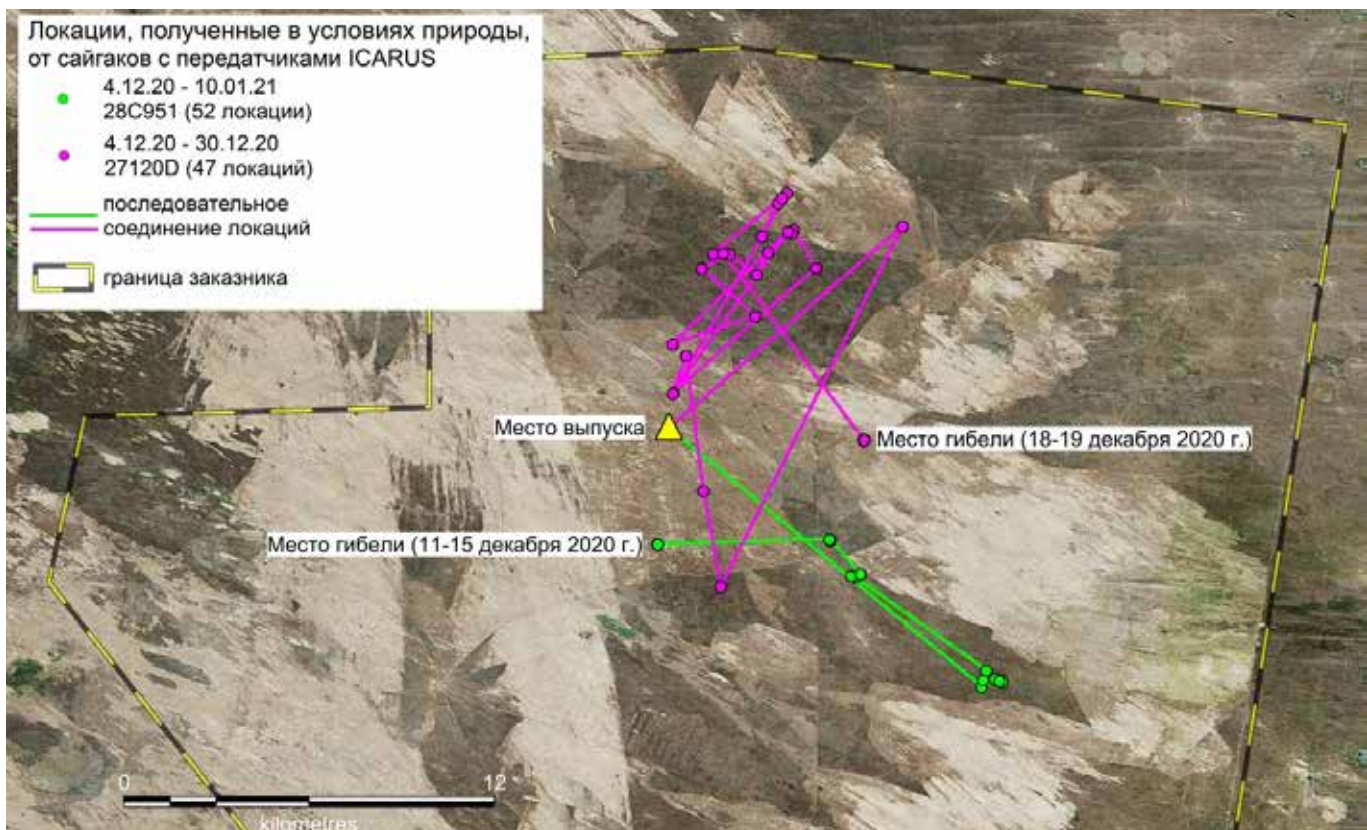 Локации, полученные в условиях природы,
от сайгаков с передатчиками ICARUS
4.12.20 - 10.01.21
28C951 (52 локации)
4.12.20 - 30.12.20
27120D (47 локаций)
последовательное
соединение локаций
граница заказника
Место выпуска
Место гибели (18-19 декабря 2020 г.)
Место гибели (11-15 декабря 2020 г.)
0 12
kilometres